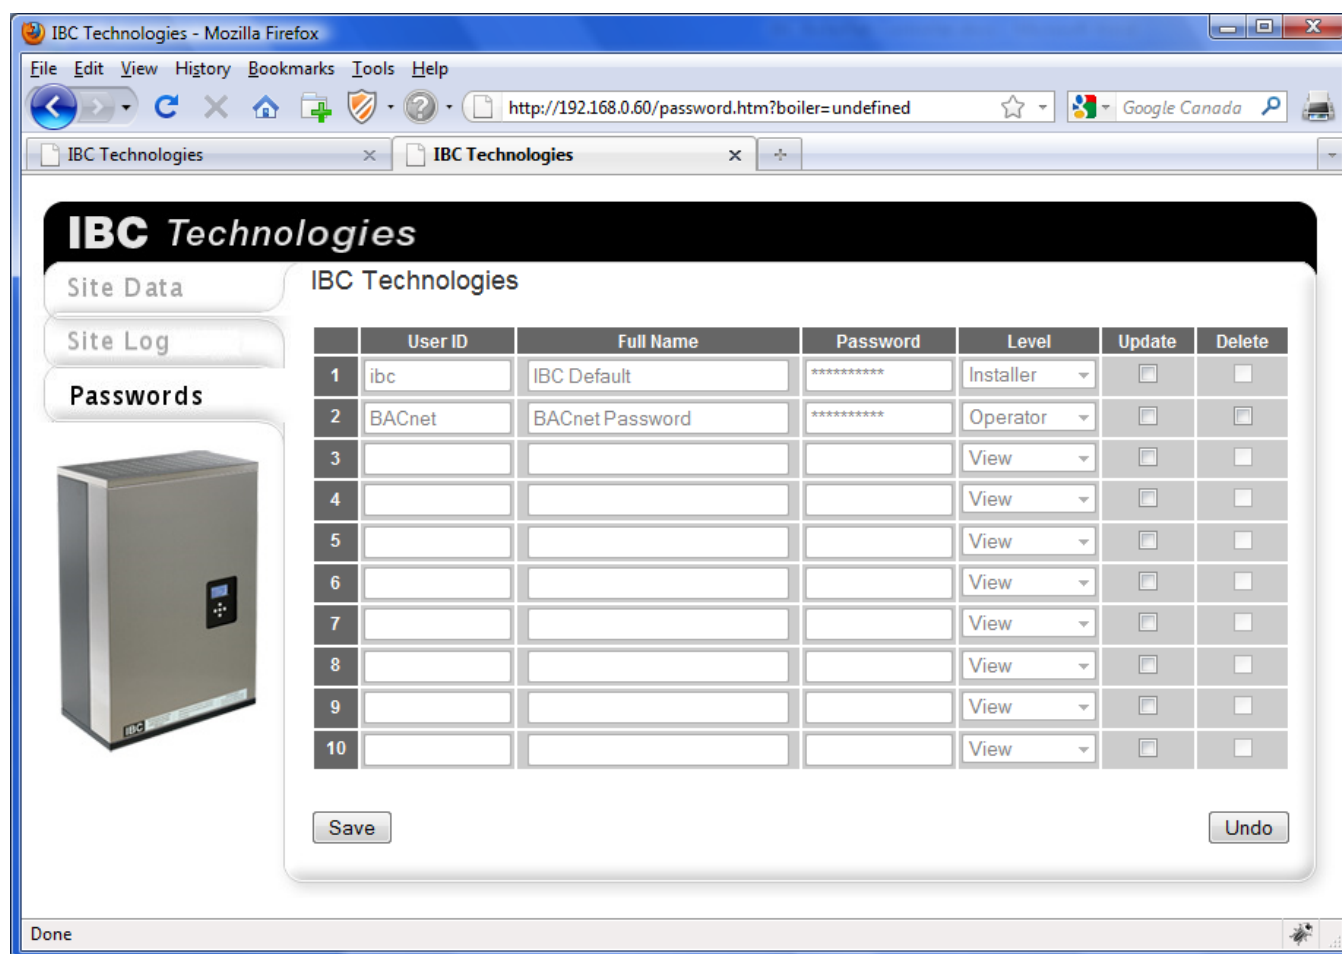 IBC Technologies - Mozilla Firefox
File Edit View History Bookmarks Tools Help
http://192.168.0.60/password.htm?boiler=undefined Google Canada
IBC Technologies IBC Technologies
IBC Technologies
Site Data
Site Log
Passwords
IBC Technologies
User ID Full Name Password Level Update Delete
1 ibc IBC Default ********** Installer
2 BACnet BACnet Password ********** Operator
3 View
4 View
5 View
6 View
7 View
8 View
9 View
10 View
IBC
Save Undo
Done